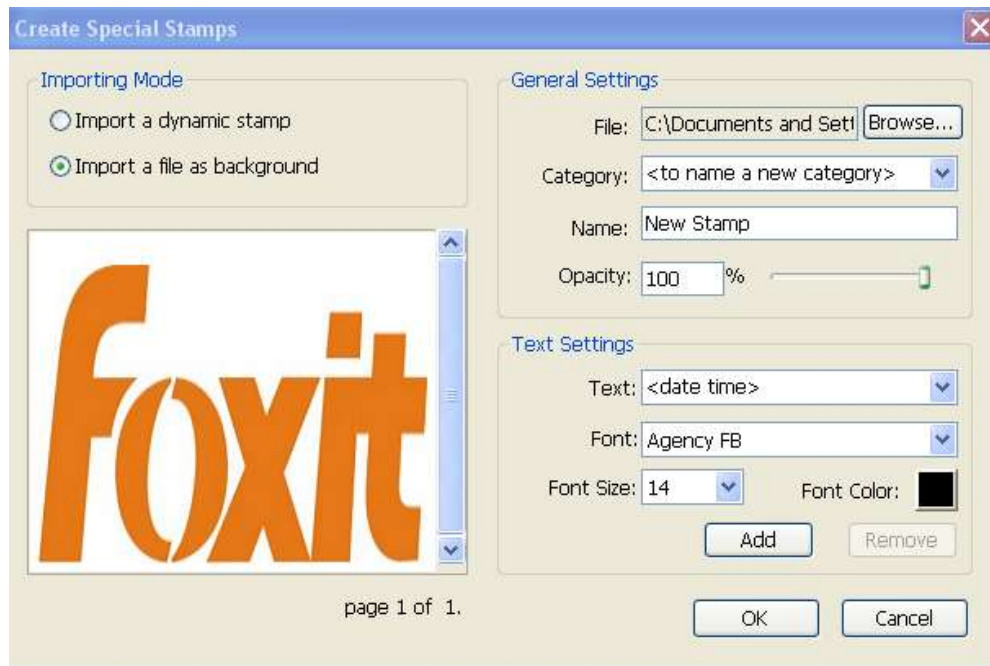 Create Special Stamps
Importing Mode
Import a dynamic stamp
Import a file as background
foxit
page 1 of 1.
General Settings
File: C:\Documents and Sett Browse...
Category: <to name a new category>
Name: New Stamp
Opacity: 100 %
Text Settings
Text: <date time>
Font: Agency FB
Font Size: 14 Font Color:
Add Remove
OK Cancel